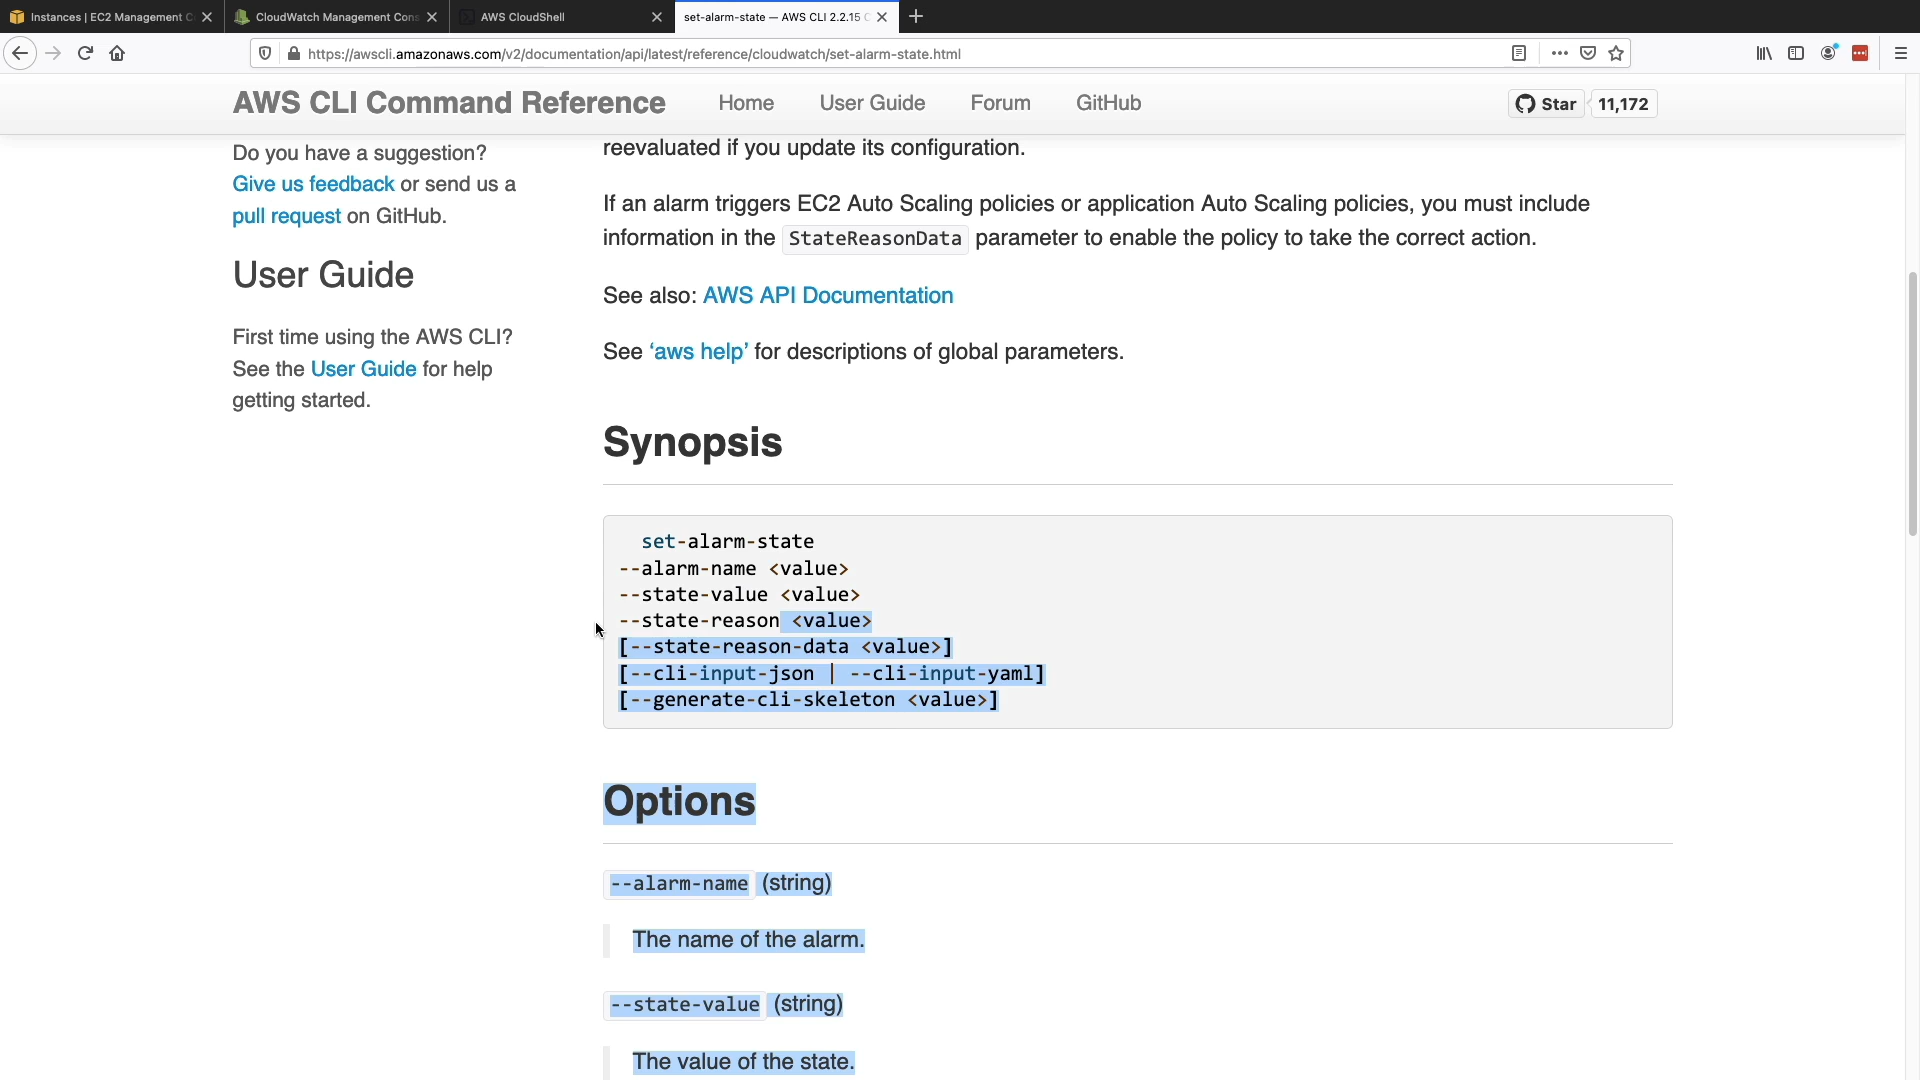 Instances | EC2 Management C
CloudWatch Management Cons
AWS CloudShell
set-alarm-state — AWS CLI 2.2.15 C
https://awscli.amazonaws.com/v2/documentation/api/latest/reference/cloudwatch/set-alarm-state.html
AWS CLI Command Reference
Home
User Guide
Forum
GitHub
Star
11,172
Do you have a suggestion?
Give us feedback or send us a
pull request on GitHub.
User Guide
First time using the AWS CLI?
See the User Guide for help
getting started.
reevaluated if you update its configuration.
If an alarm triggers EC2 Auto Scaling policies or application Auto Scaling policies, you must include
information in the StateReasonData parameter to enable the policy to take the correct action.
See also: AWS API Documentation
See ‘aws help’ for descriptions of global parameters.
Synopsis
set-alarm-state
--alarm-name <value>
--state-value <value>
--state-reason <value>
[--state-reason-data <value>]
[--cli-input-json | --cli-input-yaml]
[--generate-cli-skeleton <value>]
Options
--alarm-name (string)
The name of the alarm.
--state-value (string)
The value of the state.